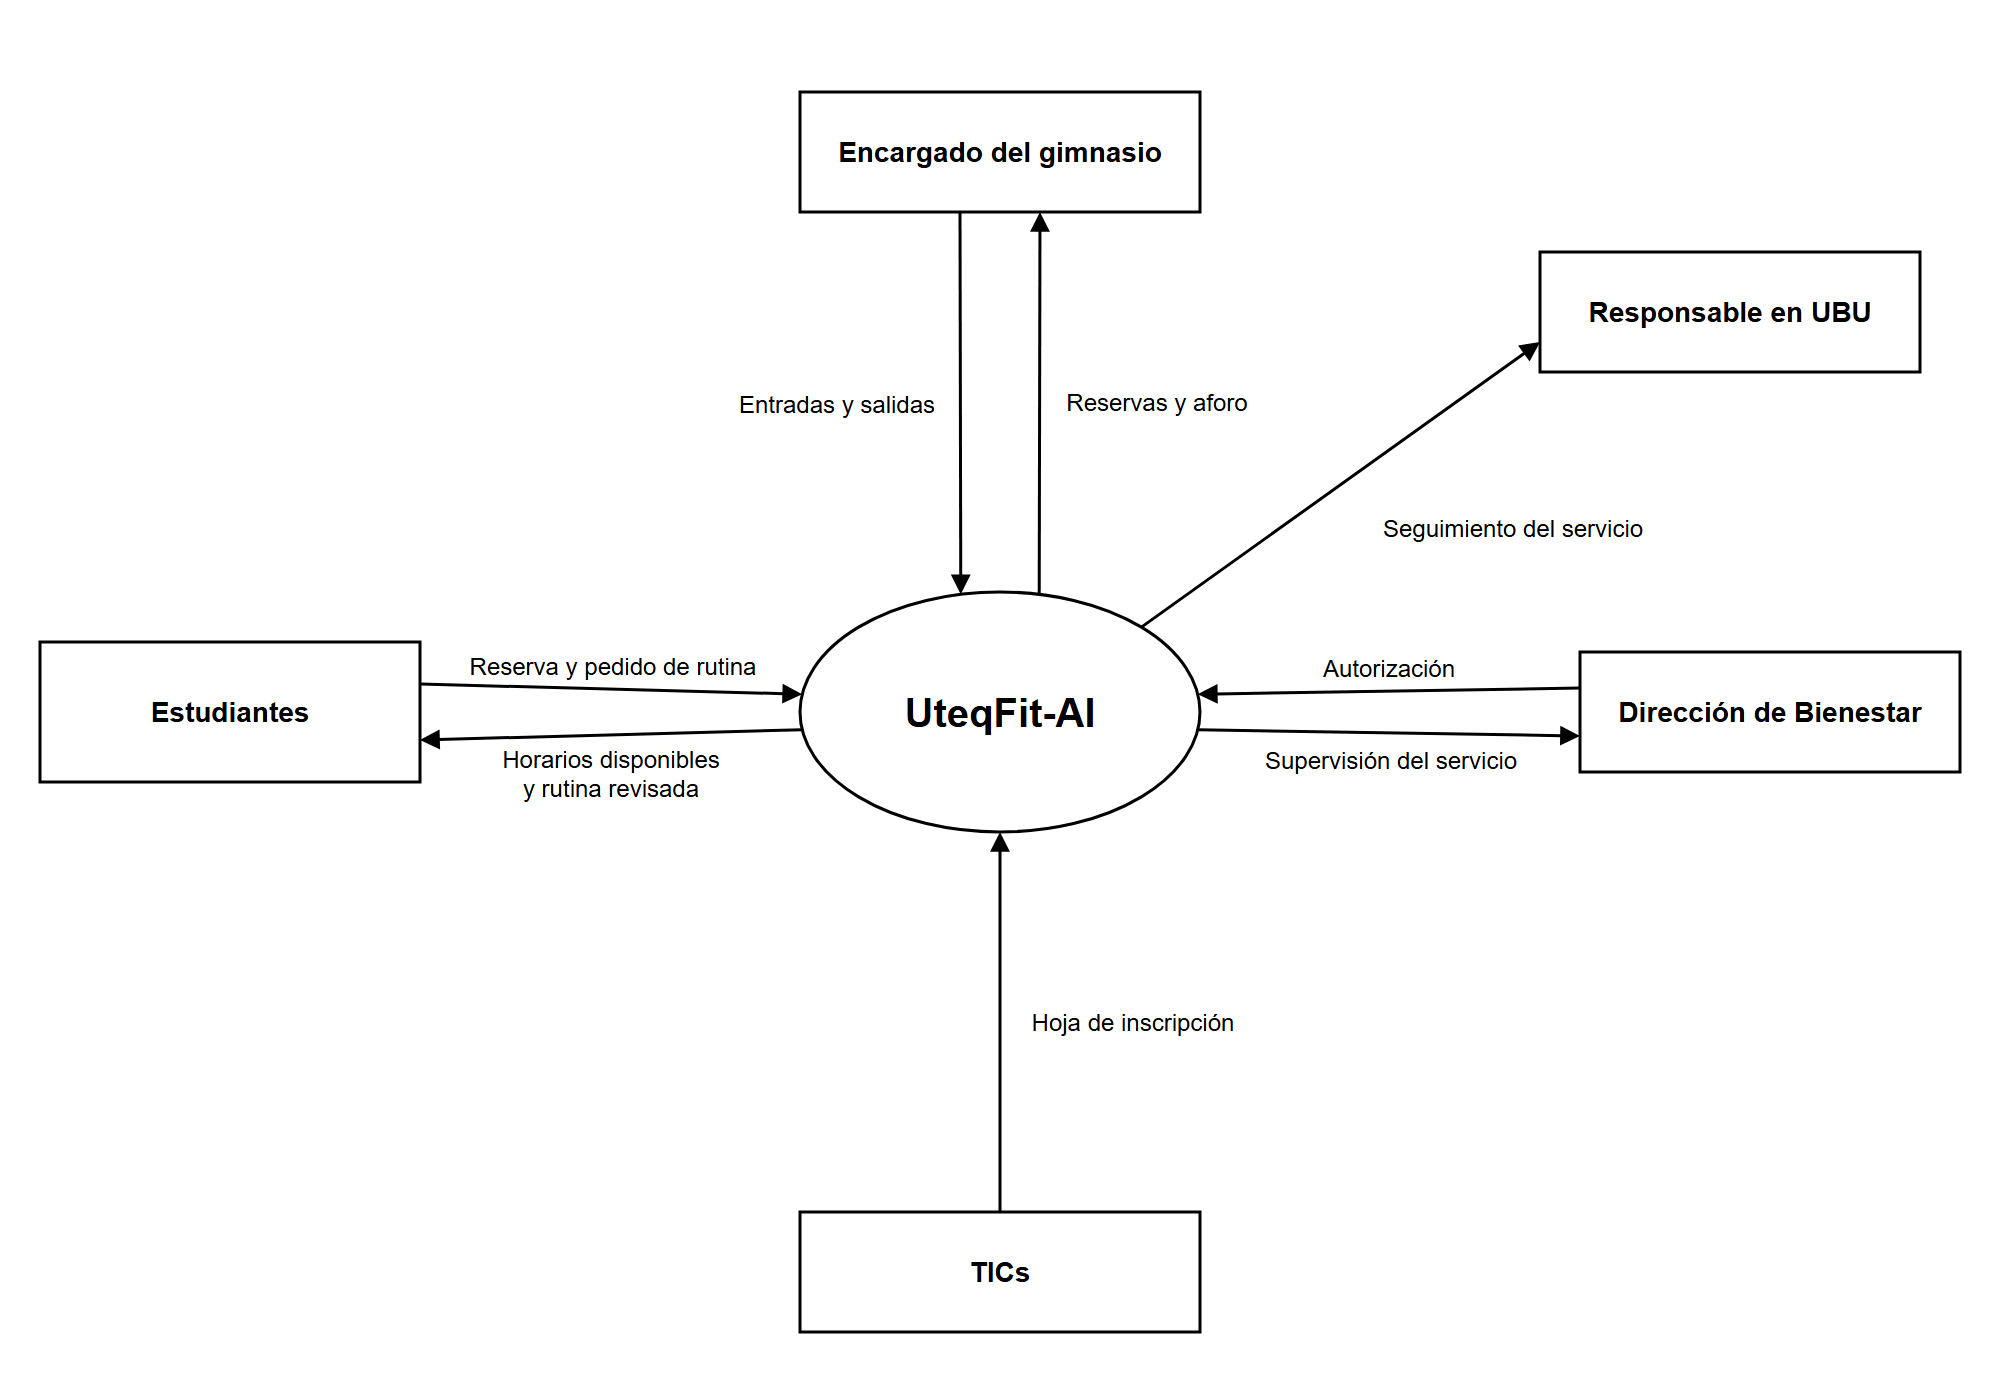 Encargado del gimnasio
Responsable en UBU
Entradas y salidas
Reservas y aforo
Seguimiento del servicio
Reserva y pedido de rutina
Autorización
Estudiantes
UteqFit-AI
Dirección de Bienestar
Horarios disponibles
y rutina revisada
Supervisión del servicio
Hoja de inscripción
TICs